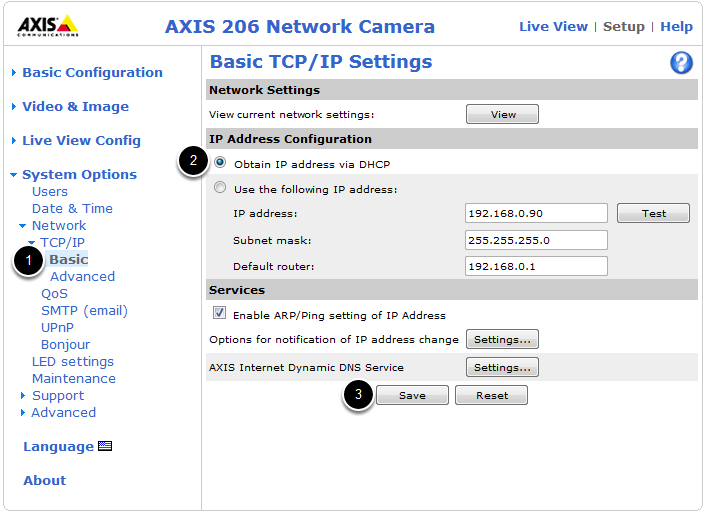 AXIS
COMMUNICATIONS
AXIS 206 Network Camera
Live View | Setup | Help
Basic Configuration
Video & Image
Live View Config
System Options
Users
Date & Time
Network
TCP/IP
1 Basic
Advanced
QoS
SMTP (email)
UPnP
Bonjour
LED settings
Maintenance
Support
Advanced
Language
About
Basic TCP/IP Settings
?
Network Settings
View current network settings: View
IP Address Configuration
2 Obtain IP address via DHCP
Use the following IP address:
IP address: 192.168.0.90 Test
Subnet mask: 255.255.255.0
Default router: 192.168.0.1
Services
Enable ARP/Ping setting of IP Address
Options for notification of IP address change Settings...
AXIS Internet Dynamic DNS Service Settings...
3 Save Reset